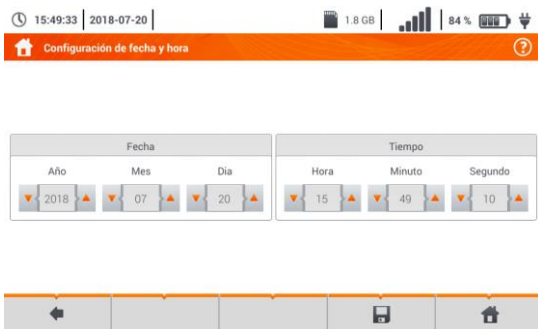 15:49:33 2018-07-20 1.8 GB 84 %
Configuración de fecha y hora ?
Fecha Tiempo
Año Mes Dia Hora Minuto Segundo
2018 07 20 15 49 10